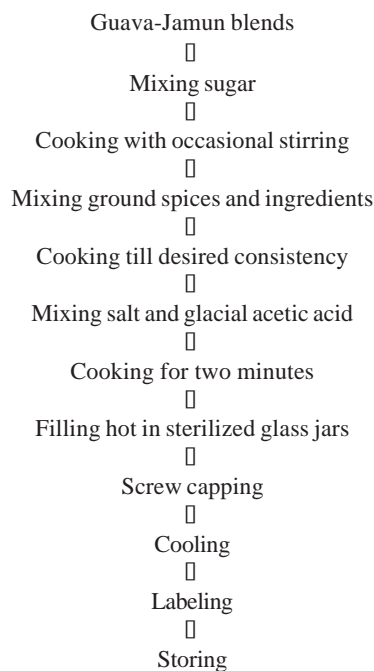 Guava-Jamun blends
▯
Mixing sugar
▯
Cooking with occasional stirring
▯
Mixing ground spices and ingredients
▯
Cooking till desired consistency
▯
Mixing salt and glacial acetic acid
▯
Cooking for two minutes
▯
Filling hot in sterilized glass jars
▯
Screw capping
▯
Cooling
▯
Labeling
▯
Storing